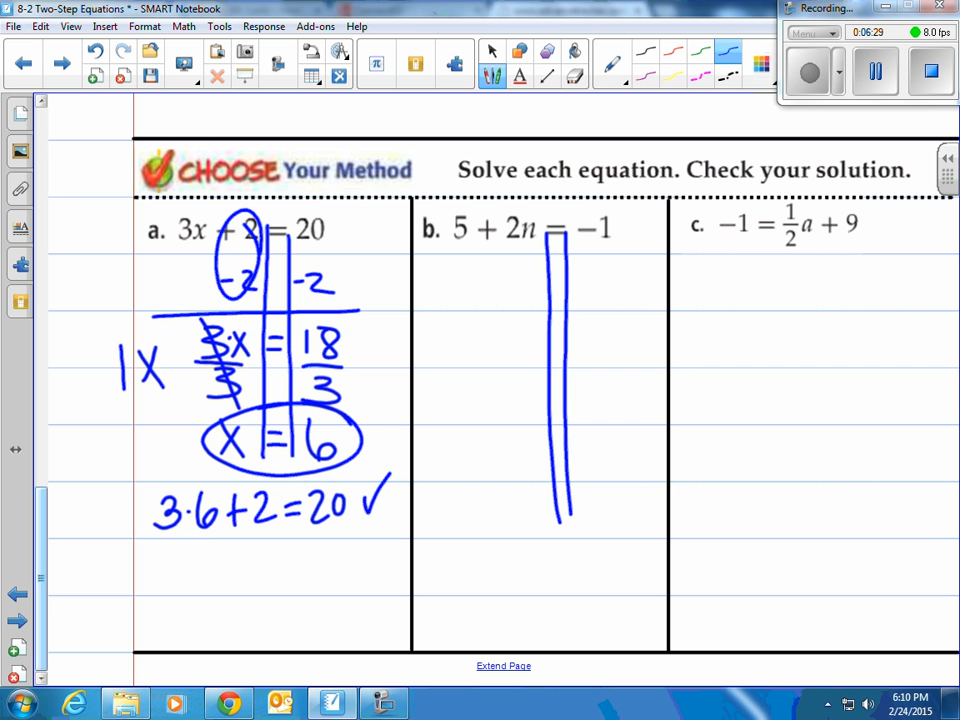 8-2 Two-Step Equations * - SMART Notebook
Recording...
File Edit View Insert Format Math Tools Response Add-ons Help
Menu
00:06:29
8.0 fps
CHOOSE Your Method
Solve each equation. Check your solution.
a. 3x + 2 = 20
-2 -2
3·x = 18
3 3
1x
x = 6
3·6+2=20 ✓
b. 5 + 2n = −1
c. −1 = 1/2 a + 9
Extend Page
6:10 PM
2/24/2015